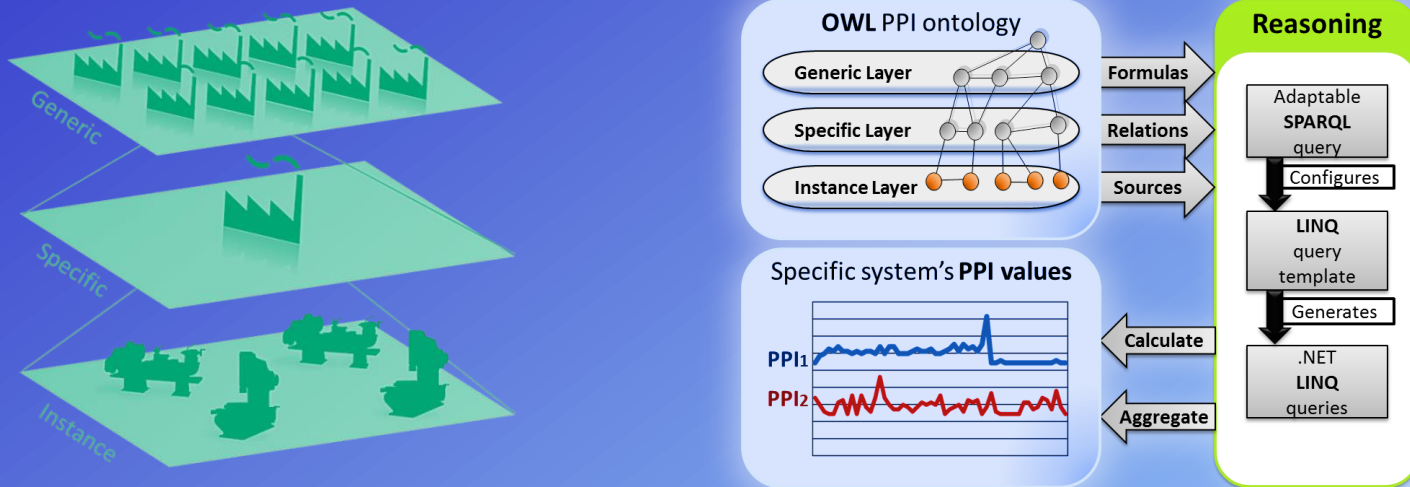 Generic
Specific
Instance
OWL PPI ontology
Generic Layer
Specific Layer
Instance Layer
Formulas
Relations
Sources
Specific system's PPI values
PPI1
PPI2
Calculate
Aggregate
Reasoning
Adaptable
SPARQL
query
Configures
LINQ
query
template
Generates
.NET
LINQ
queries